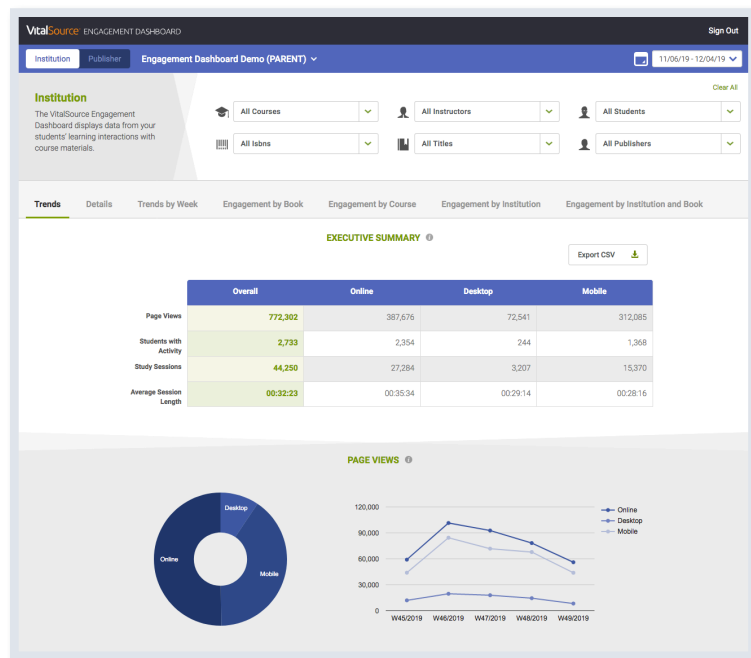 VitalSource® ENGAGEMENT DASHBOARD
Sign Out
Institution Publisher Engagement Dashboard Demo (PARENT) 11/06/19 - 12/04/19
Clear All
Institution
The VitalSource Engagement
Dashboard displays data from your
students' learning interactions with
course materials.
All Courses All Instructors All Students
All Isbns All Titles All Publishers
Trends Details Trends by Week Engagement by Book Engagement by Course Engagement by Institution Engagement by Institution and Book
EXECUTIVE SUMMARY
Export CSV
Overall Online Desktop Mobile
Page Views 772,302 387,676 72,541 312,085
Students with
Activity 2,733 2,354 244 1,368
Study Sessions 44,250 27,284 3,207 15,370
Average Session
Length 00:32:23 00:35:34 00:29:14 00:28:16
PAGE VIEWS
Desktop
Online
Mobile
120,000
90,000
60,000
30,000
0
W45/2019 W46/2019 W47/2019 W48/2019 W49/2019
Online
Desktop
Mobile